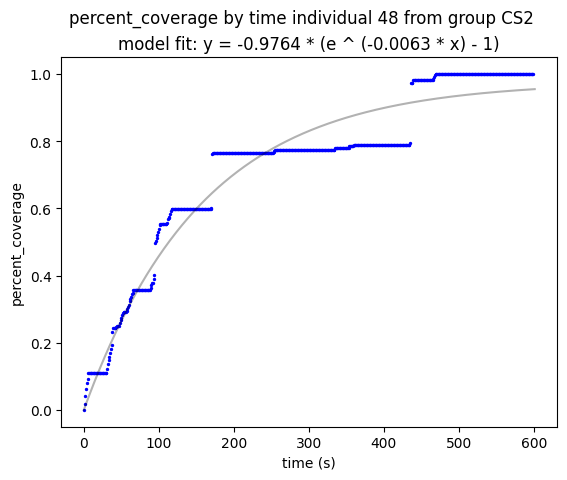 percent_coverage by time individual 48 from group CS2
model fit: y = -0.9764 * (e ^ (-0.0063 * x) - 1)
1.0
0.8
0.6
0.4
0.2
0.0
percent_coverage
0 100 200 300 400 500 600
time (s)